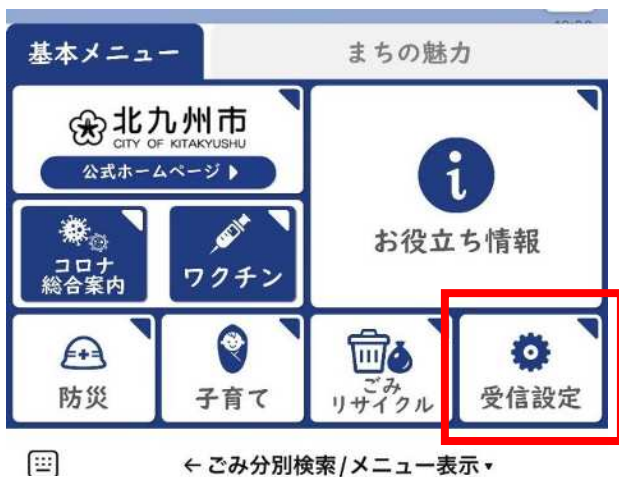 基本メニュー
まちの魅力
北九州市
CITY OF KITAKYUSHU
公式ホームページ
お役立ち情報
コロナ
総合案内
ワクチン
防災
子育て
ごみ
リサイクル
受信設定
←ごみ分別検索/メニュー表示▾